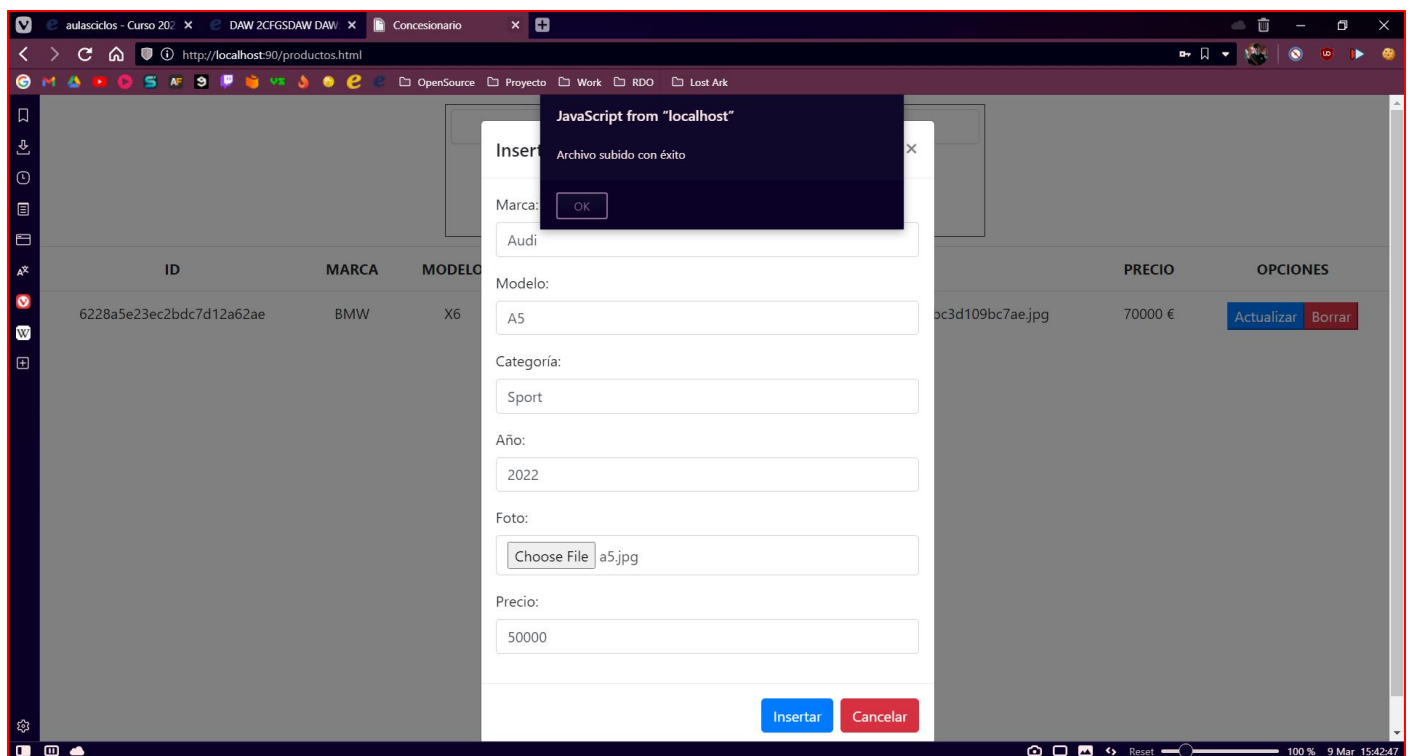 aulasciclos - Curso 202
DAW 2CFGSDAW DAW:
Concesionario
http://localhost:90/productos.html
OpenSource
Proyecto
Work
RDO
Lost Ark
JavaScript from "localhost"
Archivo subido con éxito
OK
Insert
Marca:
Audi
Modelo:
A5
Categoría:
Sport
Año:
2022
Foto:
Choose File a5.jpg
Precio:
50000
Insertar Cancelar
ID MARCA MODELO PRECIO OPCIONES
6228a5e23ec2bdc7d12a62ae BMW X6 bc3d109bc7ae.jpg 70000 € Actualizar Borrar
Reset 100 % 9 Mar 15:42:47